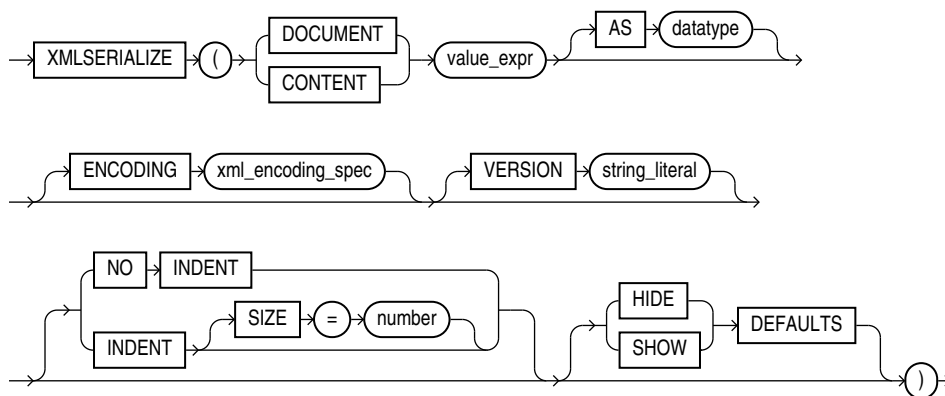 DOCUMENT
AS datatype
XMLSERIALIZE ( value_expr
CONTENT
ENCODING xml_encoding_spec VERSION string_literal
NO INDENT
HIDE
SIZE = number DEFAULTS
INDENT SHOW
)